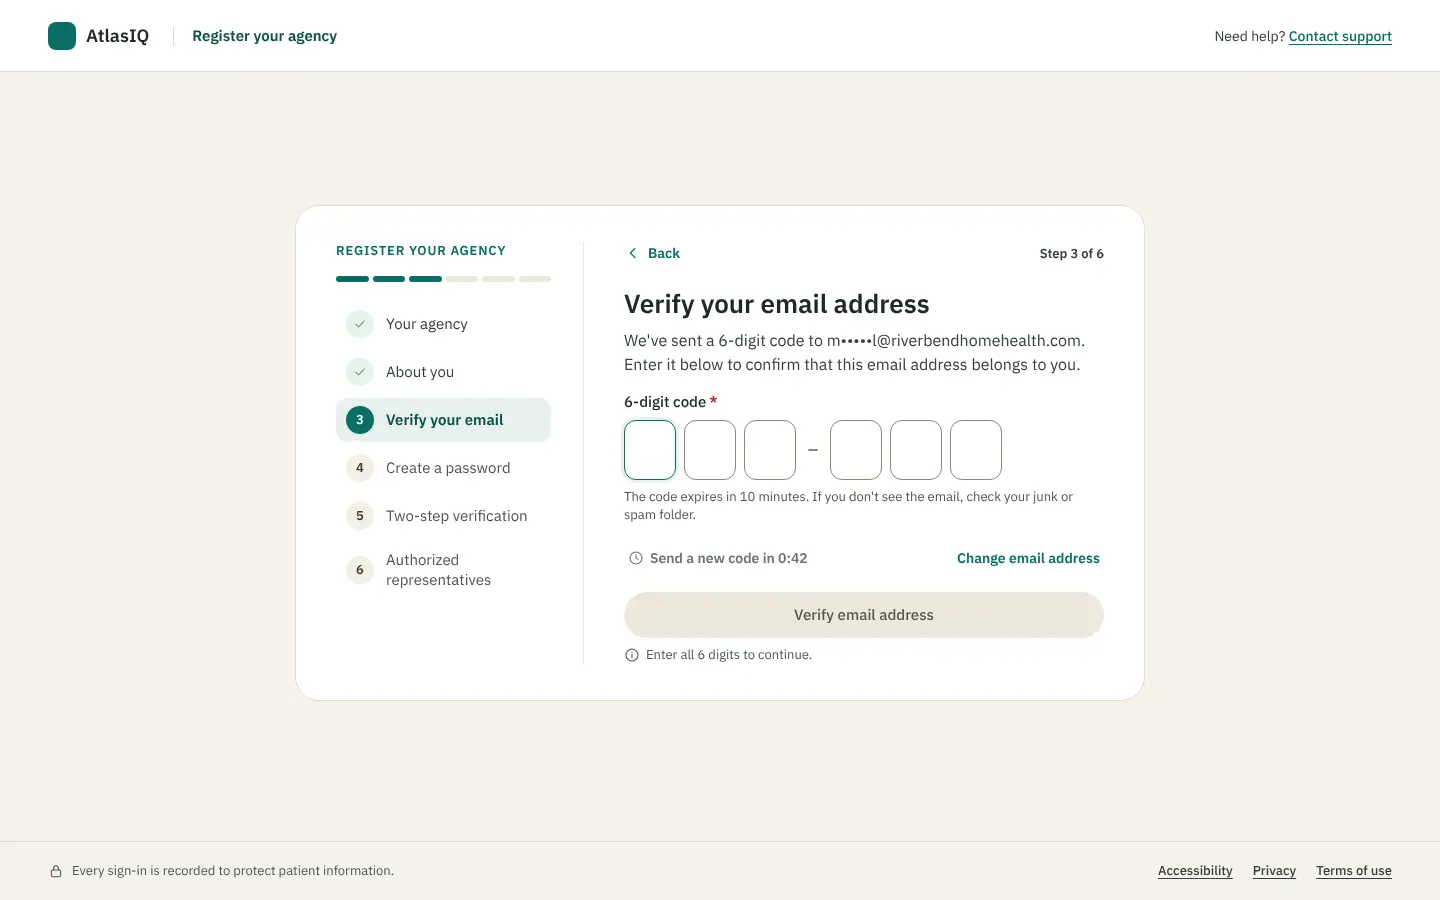 AtlasIQ
Register your agency
Need help? Contact support
REGISTER YOUR AGENCY
Your agency
About you
3 Verify your email
4 Create a password
5 Two-step verification
6 Authorized
representatives
Back
Step 3 of 6
Verify your email address
We've sent a 6-digit code to m•••••l@riverbendhomehealth.com.
Enter it below to confirm that this email address belongs to you.
6-digit code *
–
The code expires in 10 minutes. If you don't see the email, check your junk or
spam folder.
Send a new code in 0:42
Change email address
Verify email address
Enter all 6 digits to continue.
Every sign-in is recorded to protect patient information.
Accessibility
Privacy
Terms of use